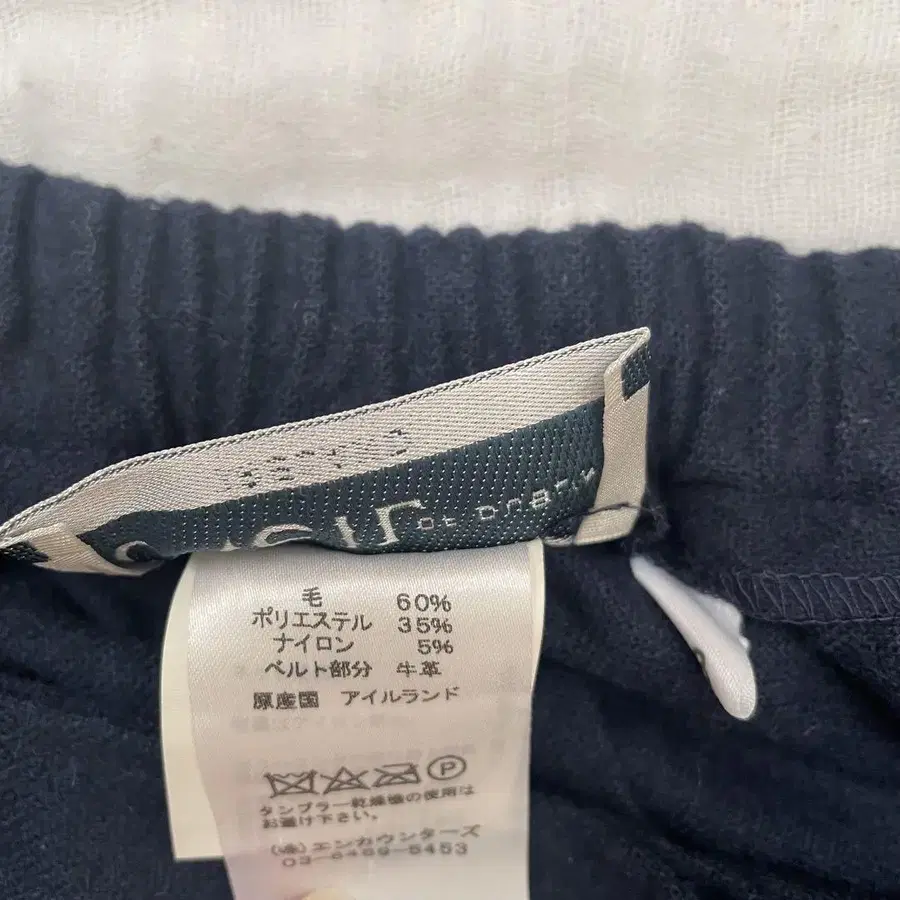 毛 60%
ポリエステル 35%
ナイロン 5%
ベルト部分 牛革
原産国 アイルランド
タンブラー乾燥機の使用は
お避け下さい。
(株)エンカウンターズ
03-6459-5453